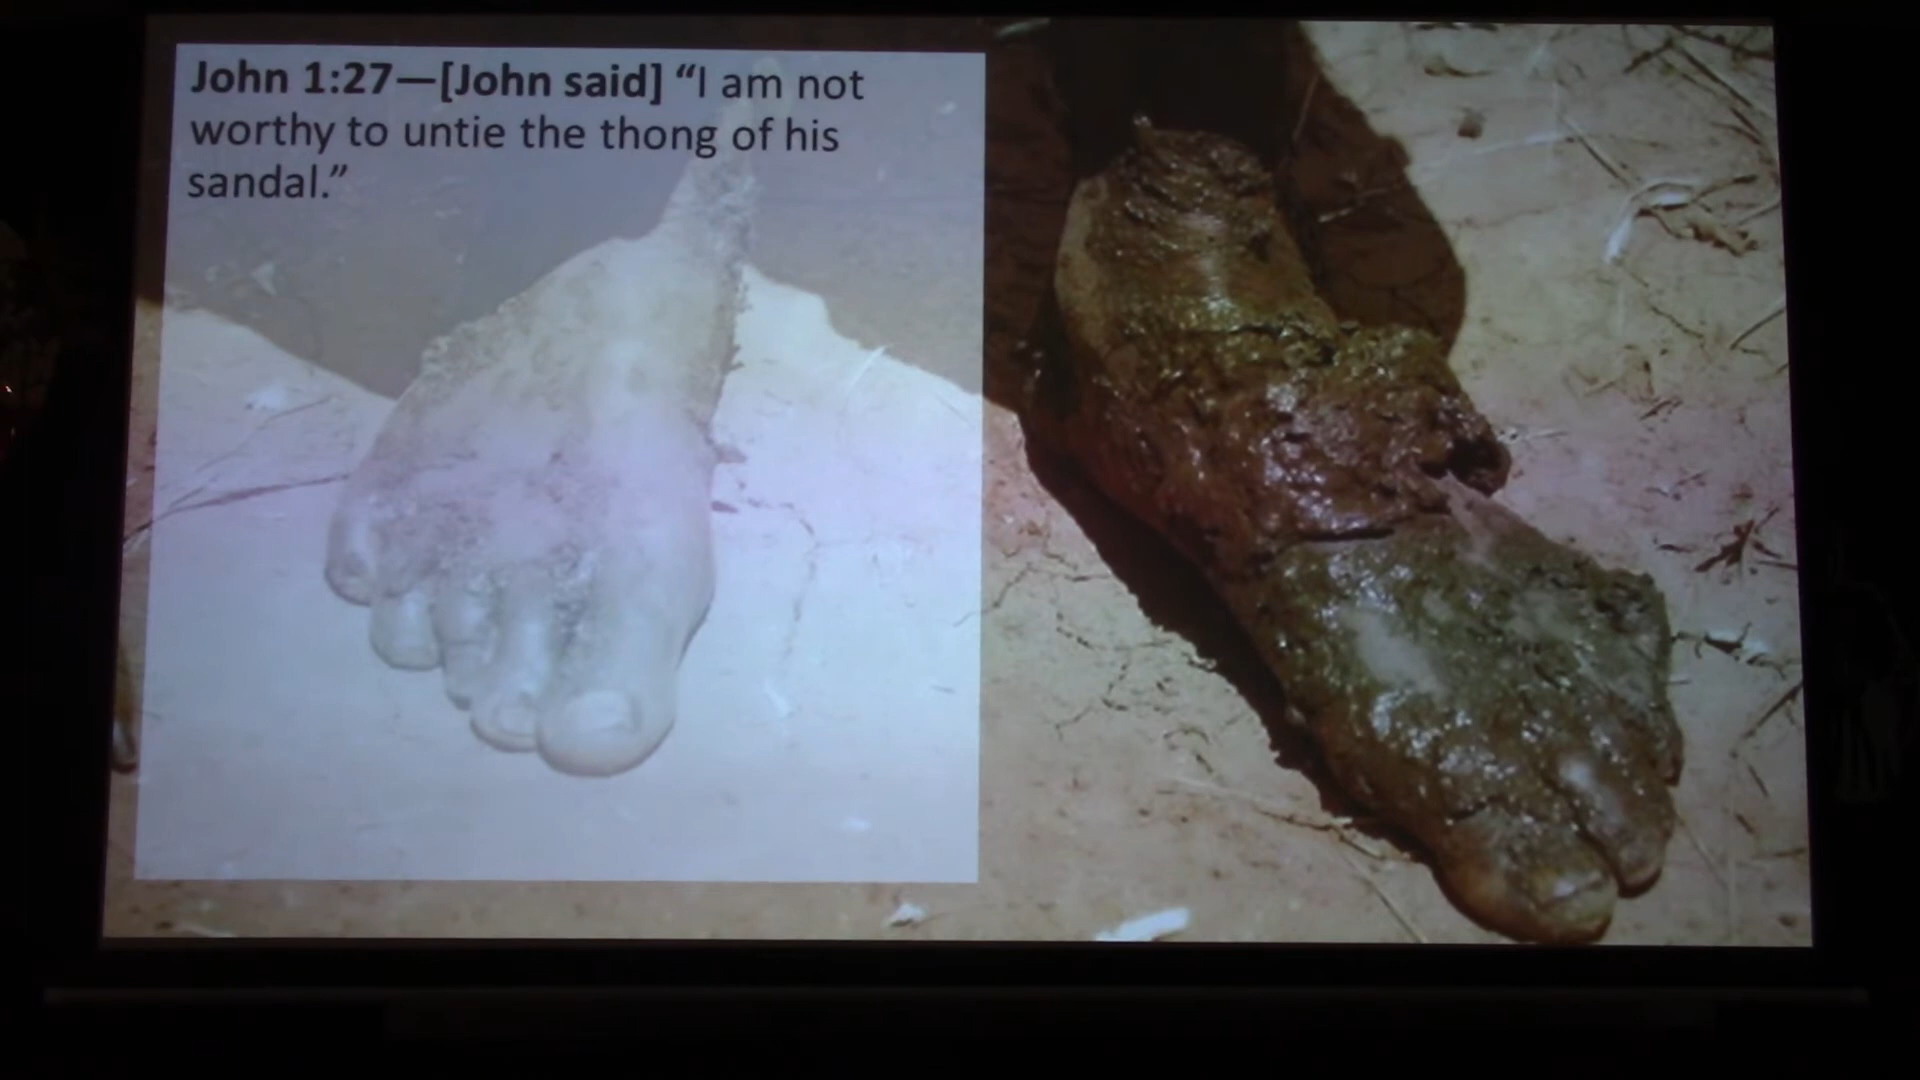 John 1:27—[John said] “I am not
worthy to untie the thong of his
sandal.”